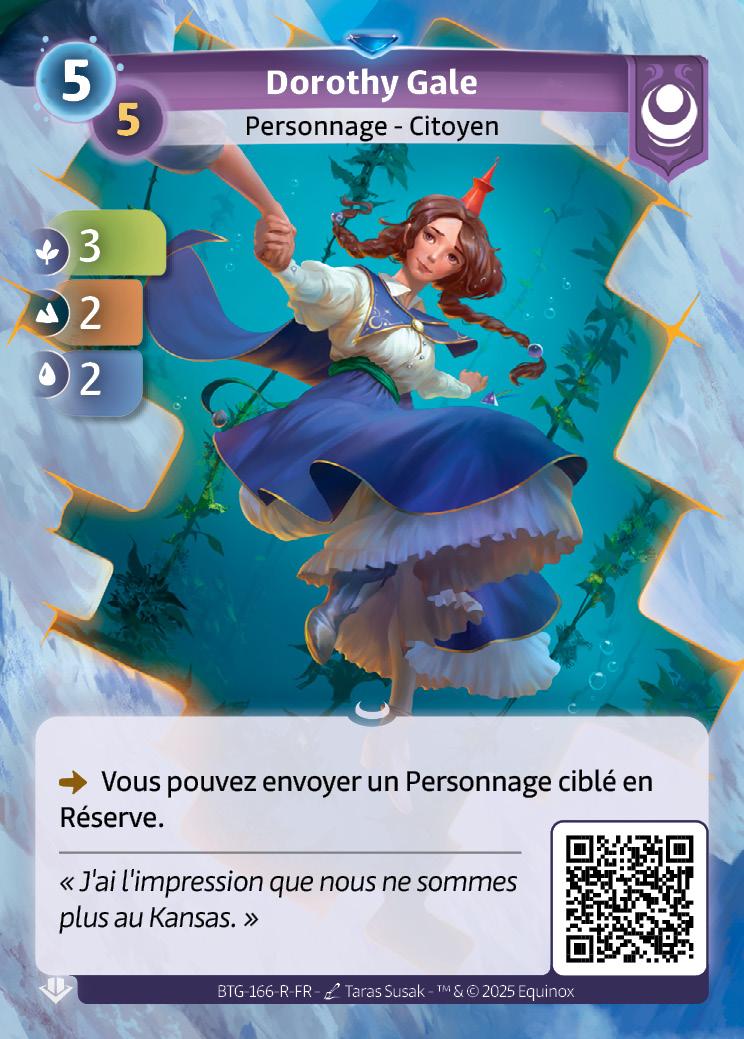 5
Dorothy Gale
5
Personnage - Citoyen
3
2
2
Vous pouvez envoyer un Personnage ciblé en
Réserve.
« J'ai l'impression que nous ne sommes
plus au Kansas. »
BTG-166-R-FR - Taras Susak - ™ & © 2025 Equinox